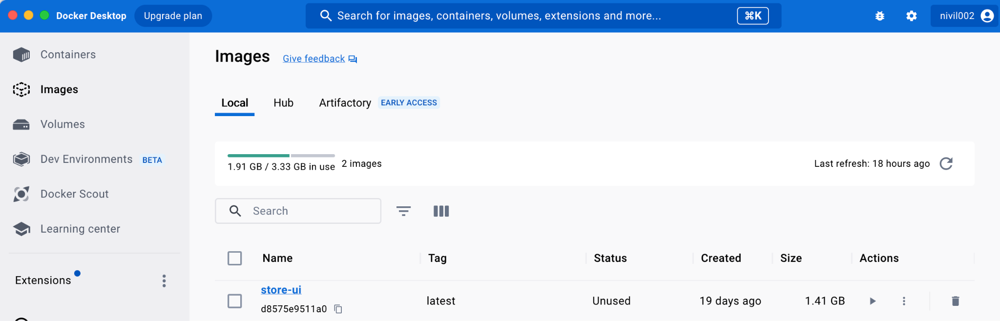 Docker Desktop
Upgrade plan
Search for images, containers, volumes, extensions and more...
⌘K
nivil002
Containers
Images
Volumes
Dev Environments BETA
Docker Scout
Learning center
Extensions
Images
Give feedback
Local
Hub
Artifactory
EARLY ACCESS
1.91 GB / 3.33 GB in use
2 images
Last refresh: 18 hours ago
Search
Name Tag Status Created Size Actions
store-ui
d8575e9511a0
latest
Unused
19 days ago
1.41 GB